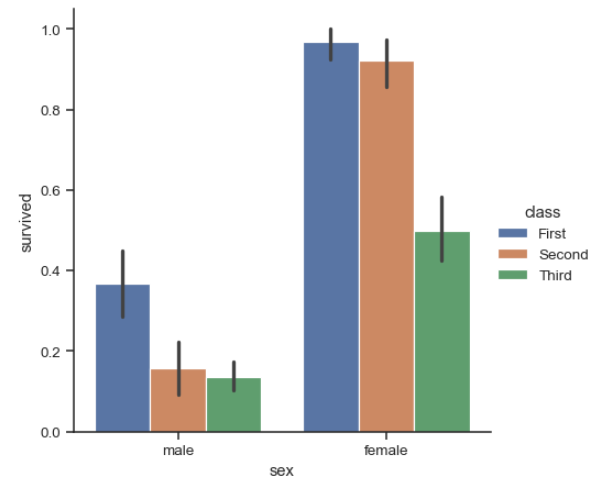 1.0
0.8
0.6
0.4
0.2
0.0
survived
male
female
sex
class
First
Second
Third